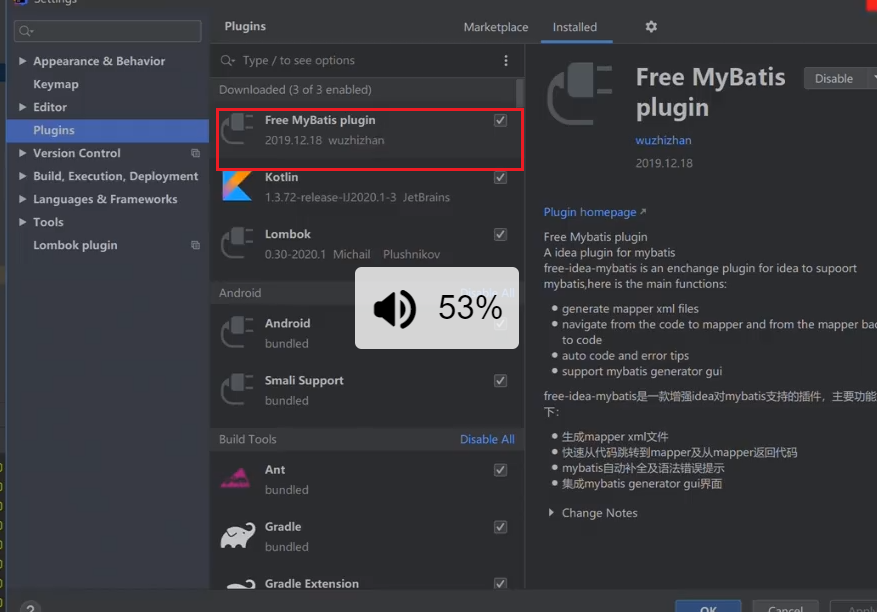 Settings
Plugins
Marketplace
Installed
Appearance & Behavior
Keymap
Editor
Plugins
Version Control
Build, Execution, Deployment
Languages & Frameworks
Tools
Lombok plugin
Type / to see options
Downloaded (3 of 3 enabled)
Free MyBatis plugin
2019.12.18 wuzhizhan
Kotlin
1.3.72-release-IJ2020.1-3 JetBrains
Lombok
0.30-2020.1 Michail Plushnikov
Android
Disable All
53%
Android
bundled
Smali Support
bundled
Build Tools
Disable All
Ant
bundled
Gradle
bundled
Gradle Extension
Free MyBatis
plugin
Disable
wuzhizhan
2019.12.18
Plugin homepage
Free Mybatis plugin
A idea plugin for mybatis
free-idea-mybatis is an enchange plugin for idea to supoort
mybatis,here is the main functions:
generate mapper xml files
navigate from the code to mapper and from the mapper bac
to code
auto code and error tips
support mybatis generator gui
free-idea-mybatis是一款增强idea对mybatis支持的插件，主要功能
下：
生成mapper xml文件
快速从代码跳转到mapper及从mapper返回代码
mybatis自动补全及语法错误提示
集成mybatis generator gui界面
Change Notes
?
OK
Cancel
Apply